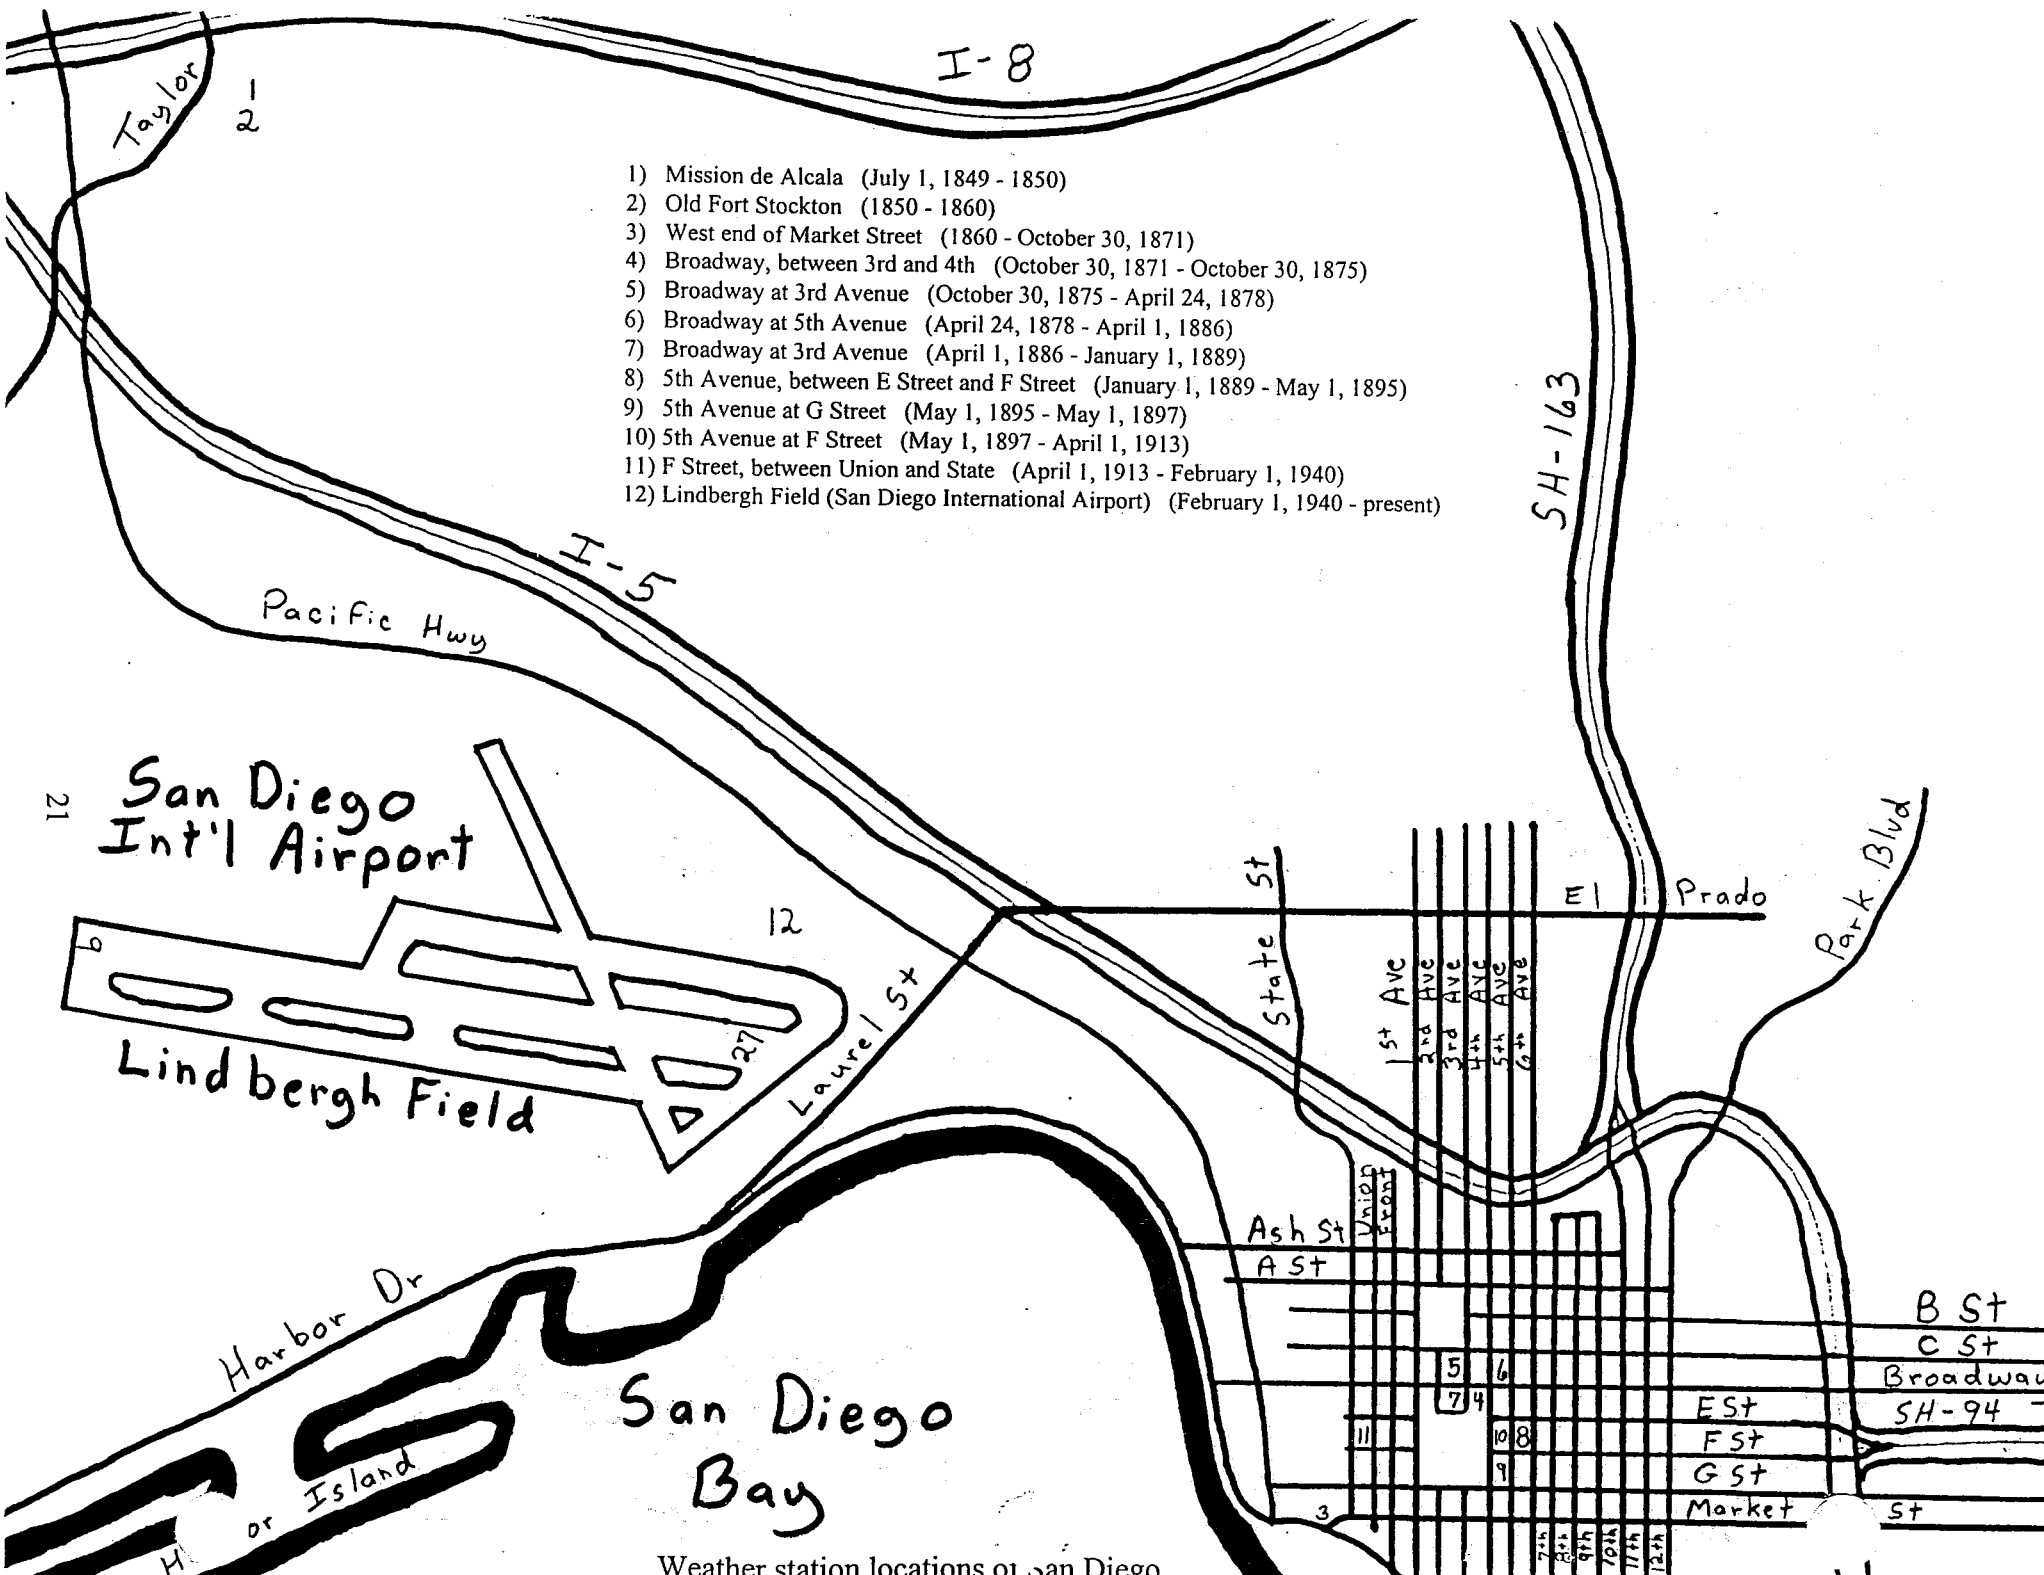 I-8
Taylor
1
2
1) Mission de Alcala (July 1, 1849 - 1850)
2) Old Fort Stockton (1850 - 1860)
3) West end of Market Street (1860 - October 30, 1871)
4) Broadway, between 3rd and 4th (October 30, 1871 - October 30, 1875)
5) Broadway at 3rd Avenue (October 30, 1875 - April 24, 1878)
6) Broadway at 5th Avenue (April 24, 1878 - April 1, 1886)
7) Broadway at 3rd Avenue (April 1, 1886 - January 1, 1889)
8) 5th Avenue, between E Street and F Street (January 1, 1889 - May 1, 1895)
9) 5th Avenue at G Street (May 1, 1895 - May 1, 1897)
10) 5th Avenue at F Street (May 1, 1897 - April 1, 1913)
11) F Street, between Union and State (April 1, 1913 - February 1, 1940)
12) Lindbergh Field (San Diego International Airport) (February 1, 1940 - present)
SH-163
I-5
Pacific Hwy
21
San Diego
Int'l Airport
9
12
27
Lindbergh Field
Laurel St
State St
El Prado
Park Blvd
1st Ave
2nd Ave
3rd Ave
4th Ave
5th Ave
6th Ave
Union
Front
Ash St
A St
B St
C St
5
6
Broadway
7
4
E St
SH-94
11
10
8
F St
9
G St
3
Market St
7th
8th
9th
10th
11th
12th
Harbor Dr
San Diego
Bay
H
or Island
Weather station locations of San Diego